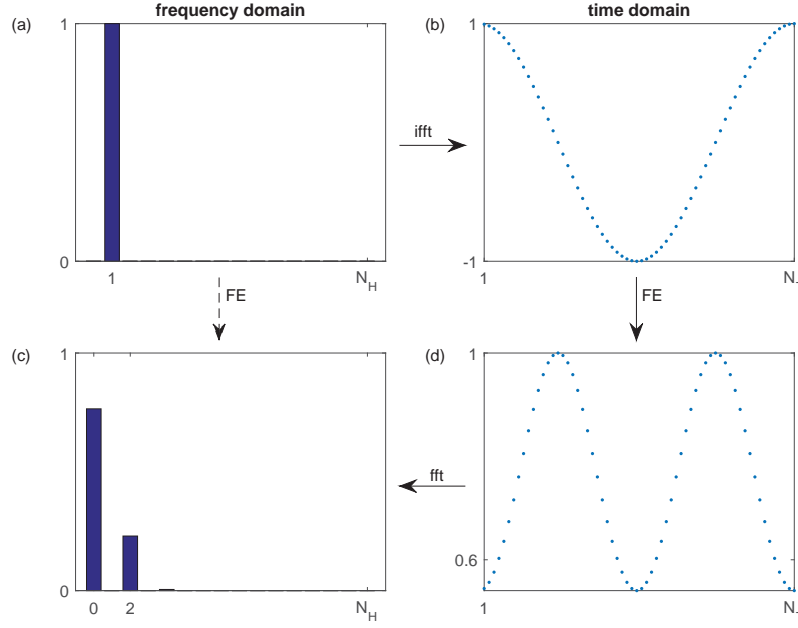 frequency domain
time domain
(a)
1
0
1
N_H
ifft
(b)
1
-1
1
N
FE
FE
(c)
1
0
0
2
N_H
fft
(d)
1
0.6
1
N